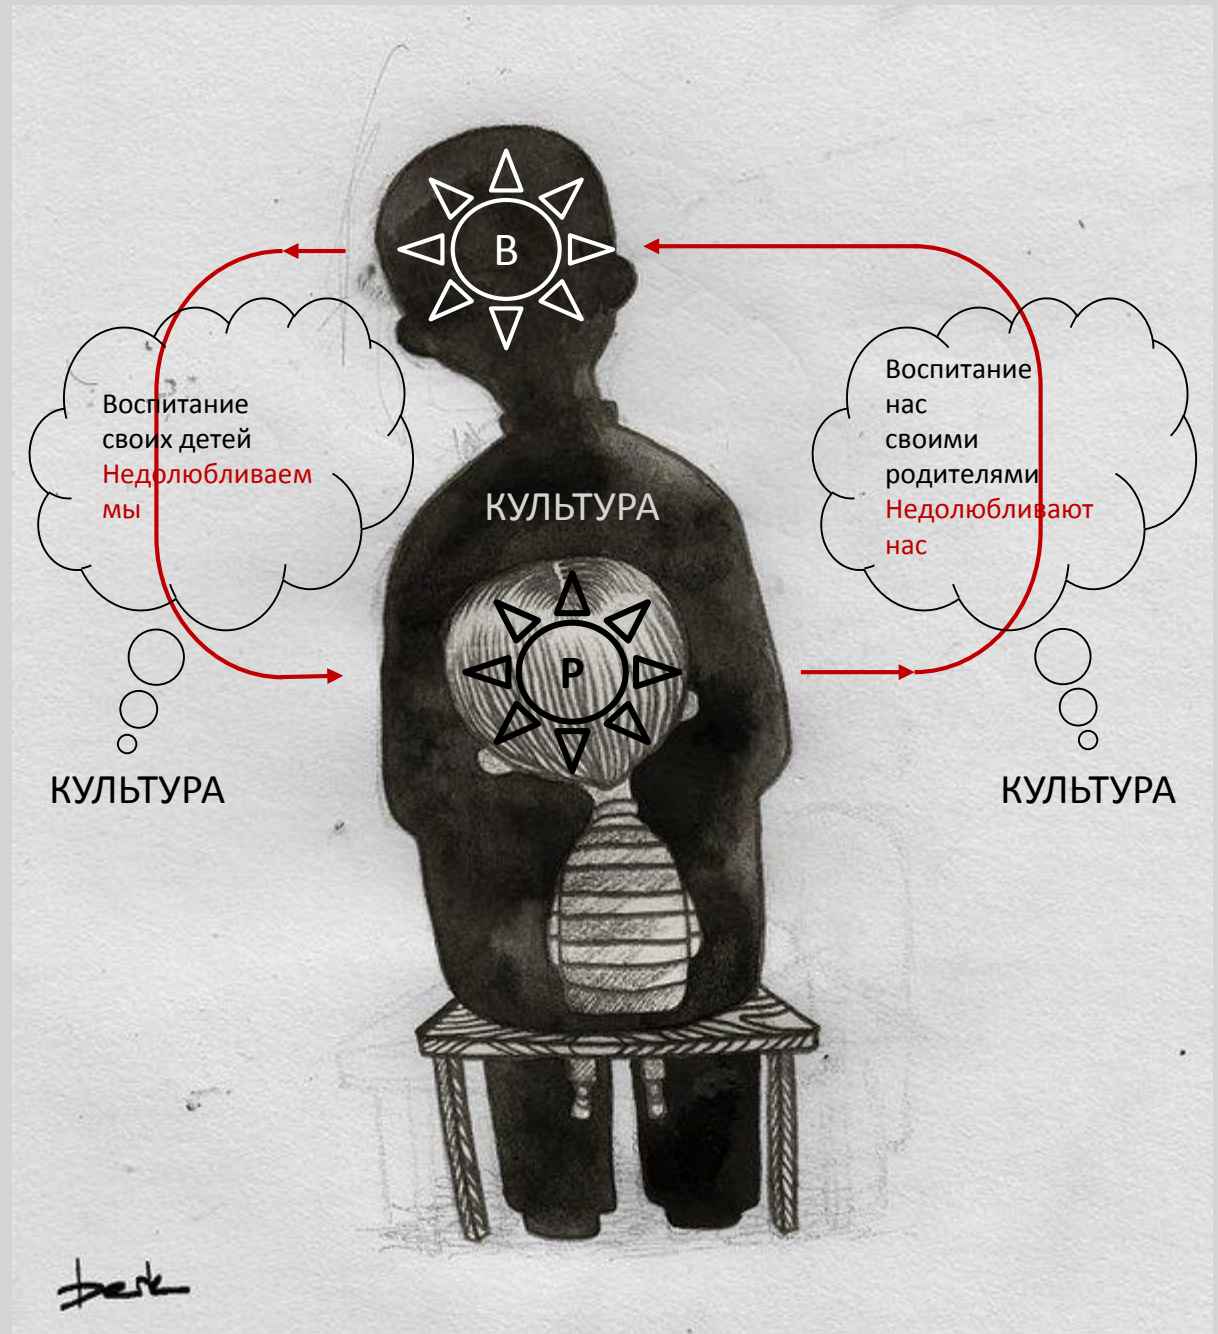 В
Воспитание
своих детей
Недолюбливаем
мы
Воспитание
нас
своими
родителями
Недолюбливают
нас
КУЛЬТУРА
Р
КУЛЬТУРА
КУЛЬТУРА